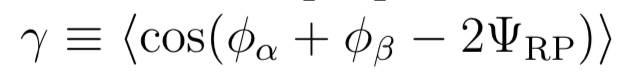 γ ≡ ⟨cos(ϕ_α + ϕ_β − 2Ψ_RP)⟩